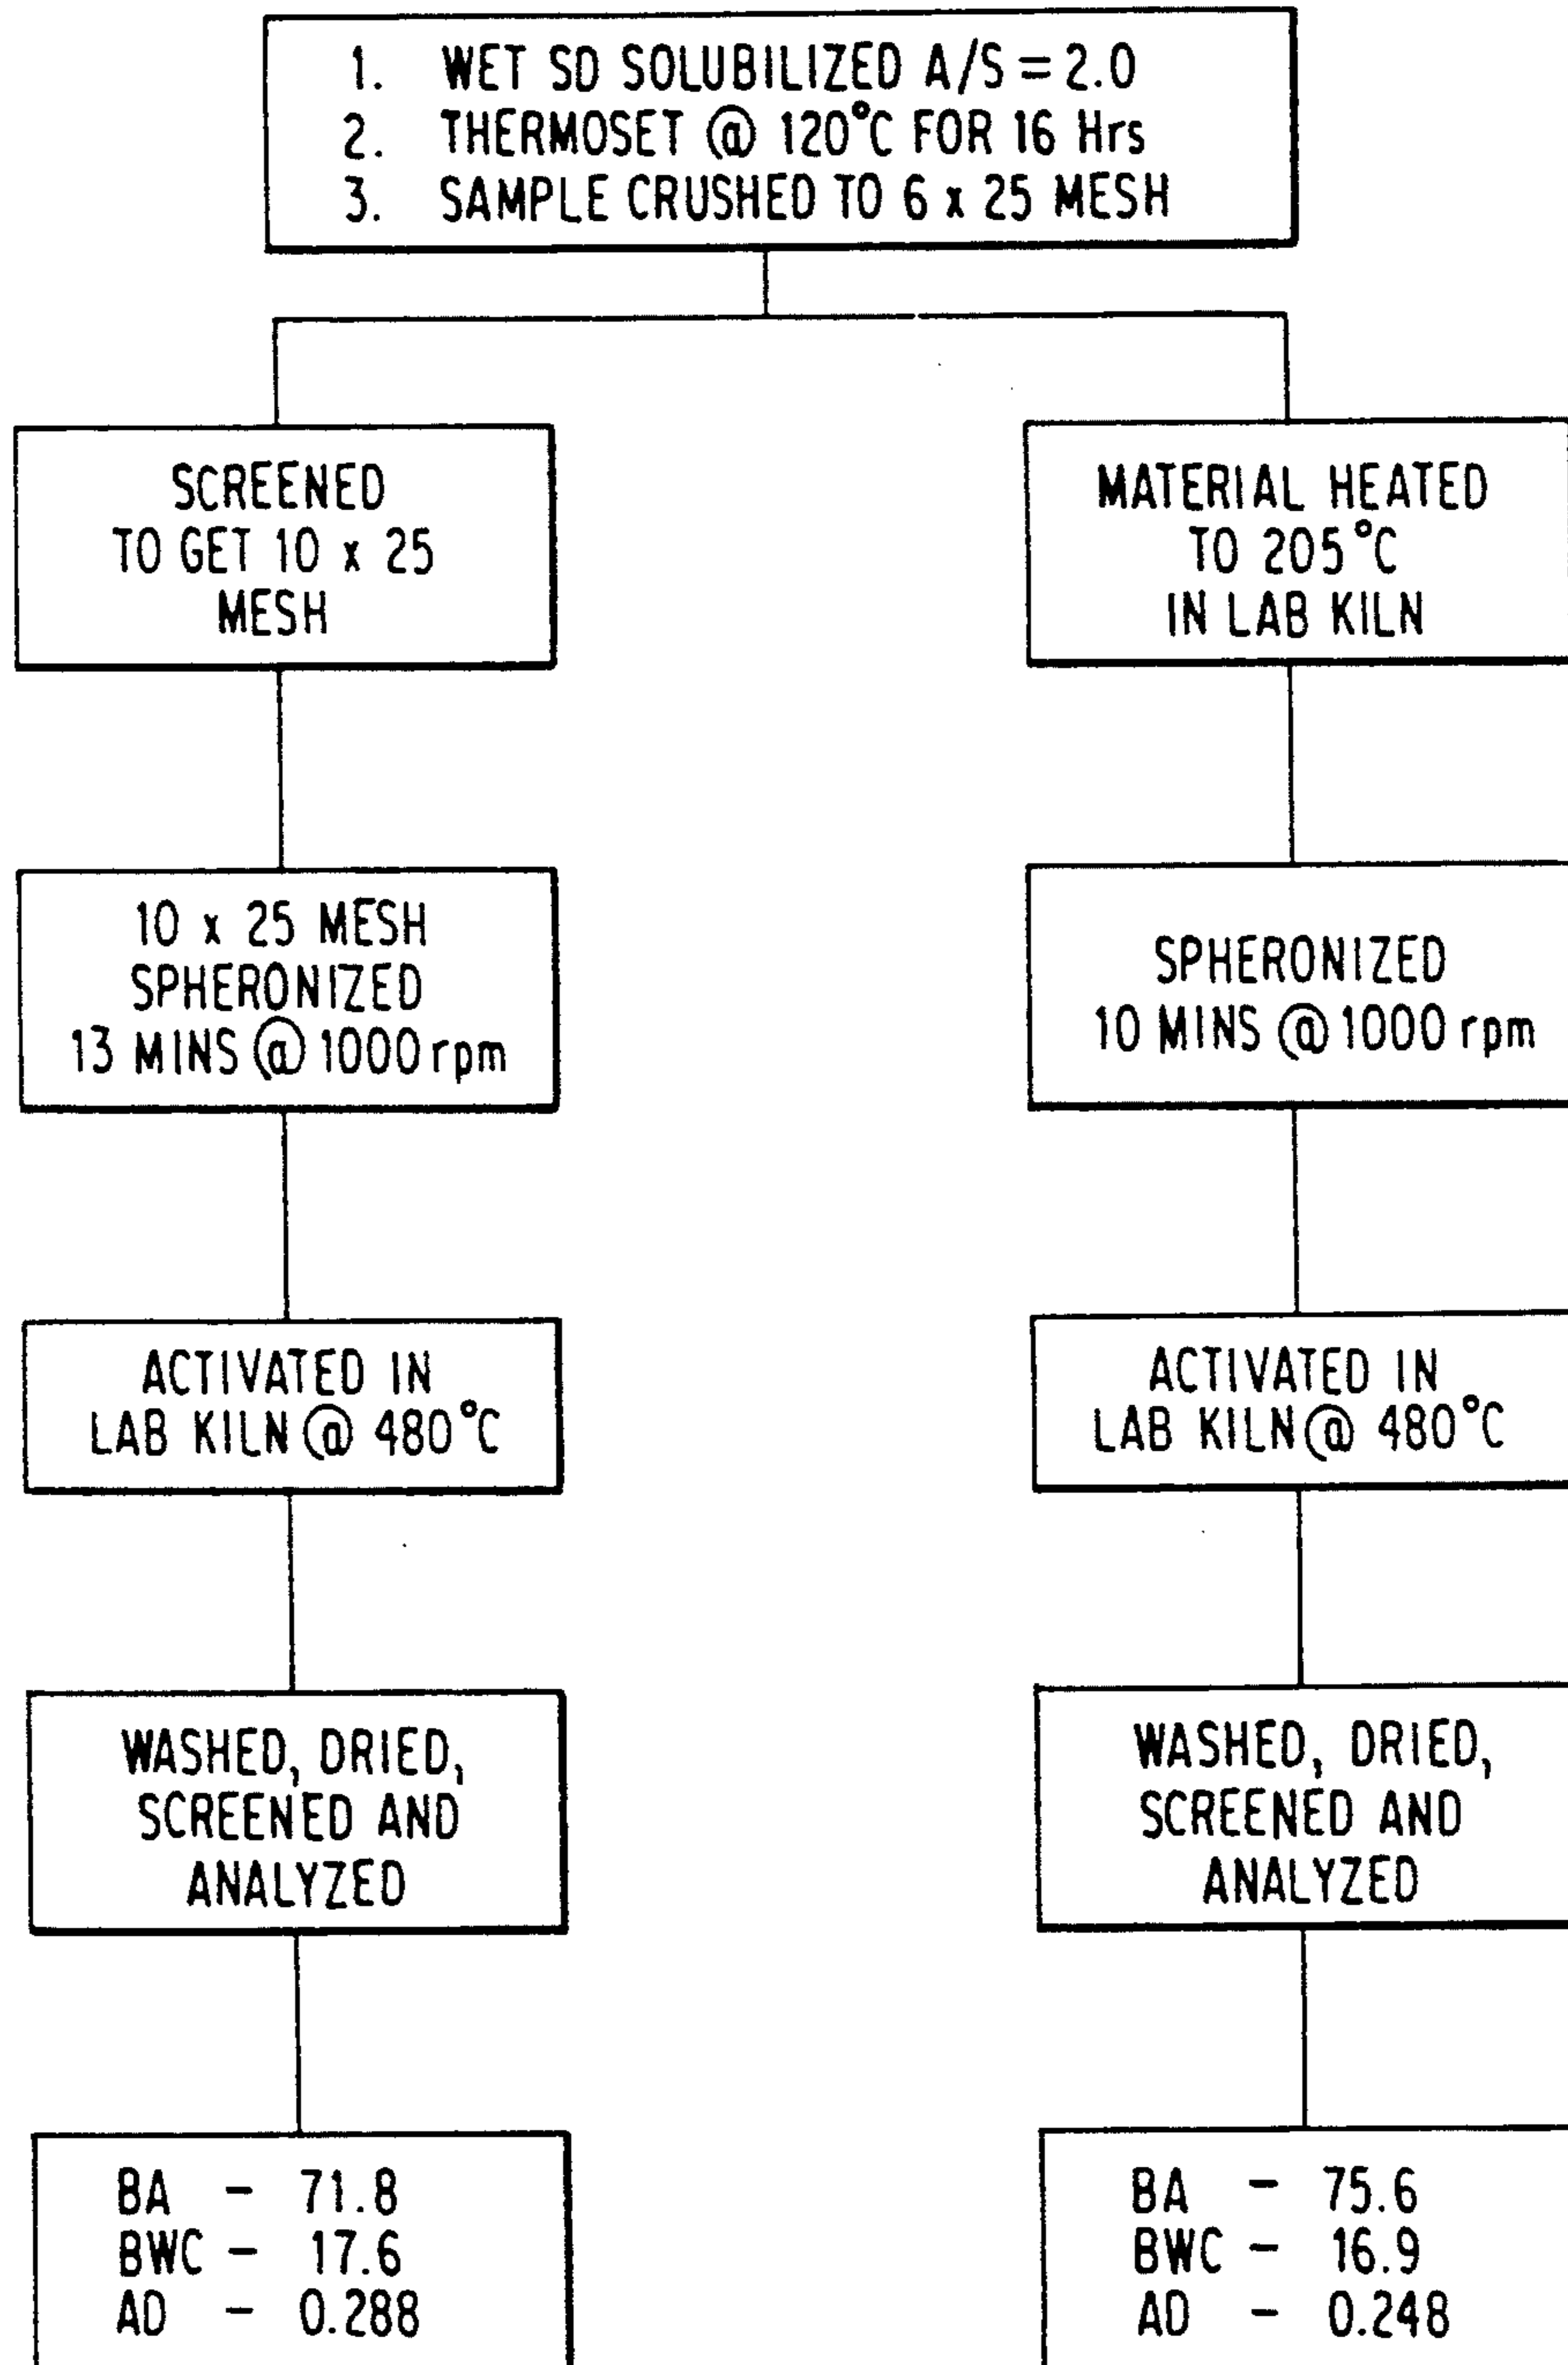 1. WET SD SOLUBILIZED A/S = 2.0
2. THERMOSET @ 120°C FOR 16 Hrs
3. SAMPLE CRUSHED TO 6 x 25 MESH
SCREENED
TO GET 10 x 25
MESH
10 x 25 MESH
SPHERONIZED
13 MINS @ 1000 rpm
ACTIVATED IN
LAB KILN @ 480°C
WASHED, DRIED,
SCREENED AND
ANALYZED
BA - 71.8
BWC - 17.6
AD - 0.288
MATERIAL HEATED
TO 205°C
IN LAB KILN
SPHERONIZED
10 MINS @ 1000 rpm
ACTIVATED IN
LAB KILN @ 480°C
WASHED, DRIED,
SCREENED AND
ANALYZED
BA - 75.6
BWC - 16.9
AD - 0.248